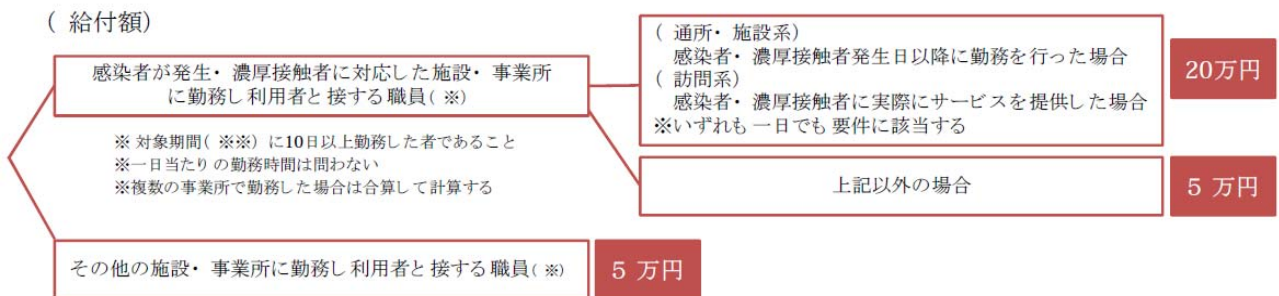 ( 給付額)
感染者が発生・ 濃厚接触者に対応した施設・ 事業所
に勤務し利用者と接する職員( ※)
※ 対象期間( ※※) に10日以上勤務した者であること
※一日当たりの勤務時間は問わない
※複数の事業所で勤務した場合は合算して計算する
( 通所・ 施設系)
感染者・ 濃厚接触者発生日以降に勤務を行った場合
( 訪問系)
感染者・ 濃厚接触者に実際にサービスを提供した場合
※いずれも一日でも要件に該当する
20万円
上記以外の場合
5 万円
その他の施設・ 事業所に勤務し利用者と接する職員( ※)
5 万円